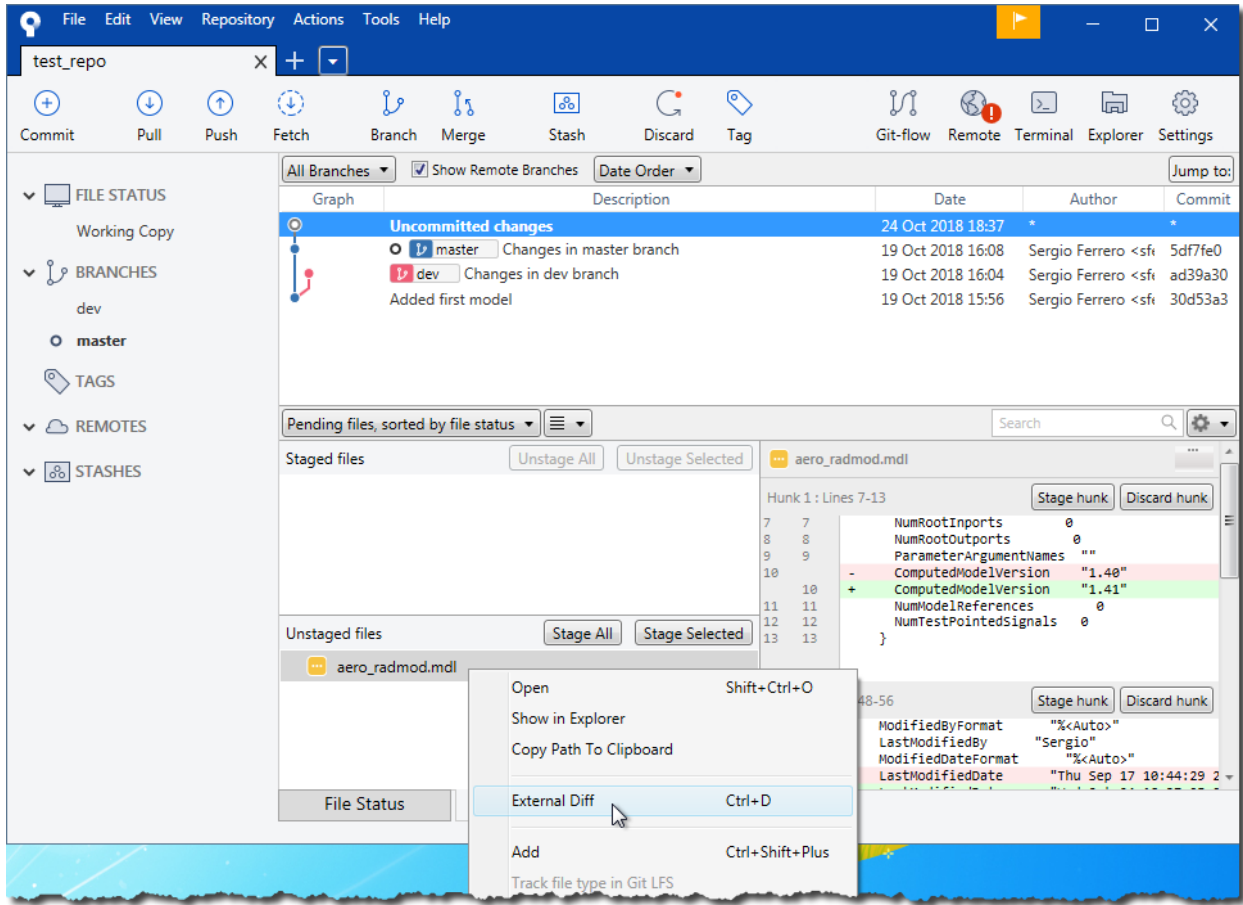 File Edit View Repository Actions Tools Help
test_repo
Commit Pull Push Fetch Branch Merge Stash Discard Tag Git-flow Remote Terminal Explorer Settings
All Branches Show Remote Branches Date Order Jump to:
FILE STATUS
Working Copy
BRANCHES
dev
master
TAGS
REMOTES
STASHES
Graph Description Date Author Commit
Uncommitted changes 24 Oct 2018 18:37 * *
master Changes in master branch 19 Oct 2018 16:08 Sergio Ferrero <sfe 5df7fe0
dev Changes in dev branch 19 Oct 2018 16:04 Sergio Ferrero <sfe ad39a30
Added first model 19 Oct 2018 15:56 Sergio Ferrero <sfe 30d53a3
Pending files, sorted by file status Search
Staged files Unstage All Unstage Selected
Unstaged files Stage All Stage Selected
aero_radmod.mdl
aero_radmod.mdl
Hunk 1 : Lines 7-13 Stage hunk Discard hunk
7 7 NumRootInports 0
8 8 NumRootOutports 0
9 9 ParameterArgumentNames ""
10 - ComputedModelVersion "1.40"
10 + ComputedModelVersion "1.41"
11 11 NumModelReferences 0
12 12 NumTestPointedSignals 0
13 13 }
48-56 Stage hunk Discard hunk
ModifiedByFormat "%<Auto>"
LastModifiedBy "Sergio"
ModifiedDateFormat "%<Auto>"
LastModifiedDate "Thu Sep 17 10:44:29 2
Open Shift+Ctrl+O
Show in Explorer
Copy Path To Clipboard
External Diff Ctrl+D
Add Ctrl+Shift+Plus
Track file type in Git LFS
File Status